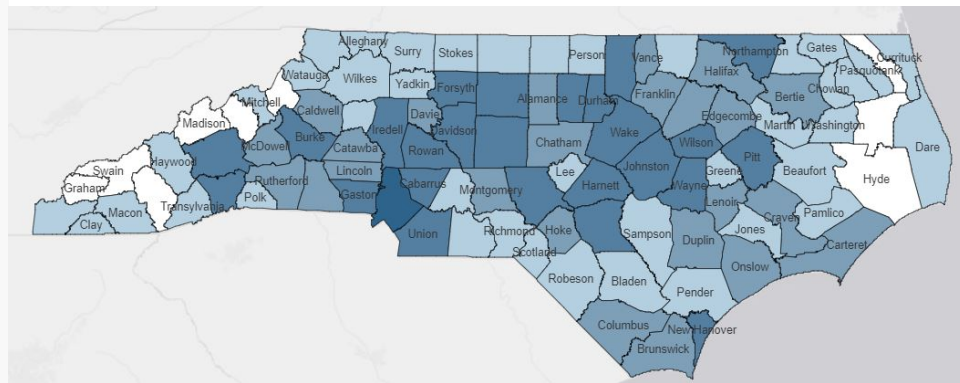 Alleghany
Surry
Stokes
Person
Vance
Northampton
Gates
Currituck
Pasquotank
Watauga
Wilkes
Yadkin
Forsyth
Alamance
Durham
Franklin
Halifax
Bertie
Chowan
Mitchell
Caldwell
Davie
Edgecombe
Martin
Washington
Madison
Iredell
Davidson
Burke
McDowell
Catawba
Rowan
Chatham
Wake
Wilson
Pitt
Dare
Haywood
Swain
Lincoln
Lee
Johnston
Greene
Beaufort
Hyde
Graham
Rutherford
Gaston
Cabarrus
Montgomery
Harnett
Wayne
Lenoir
Macon
Transylvania
Polk
Clay
Union
Richmond
Hoke
Sampson
Duplin
Jones
Craven
Pamlico
Scotland
Carteret
Robeson
Bladen
Onslow
Pender
Columbus
New Hanover
Brunswick